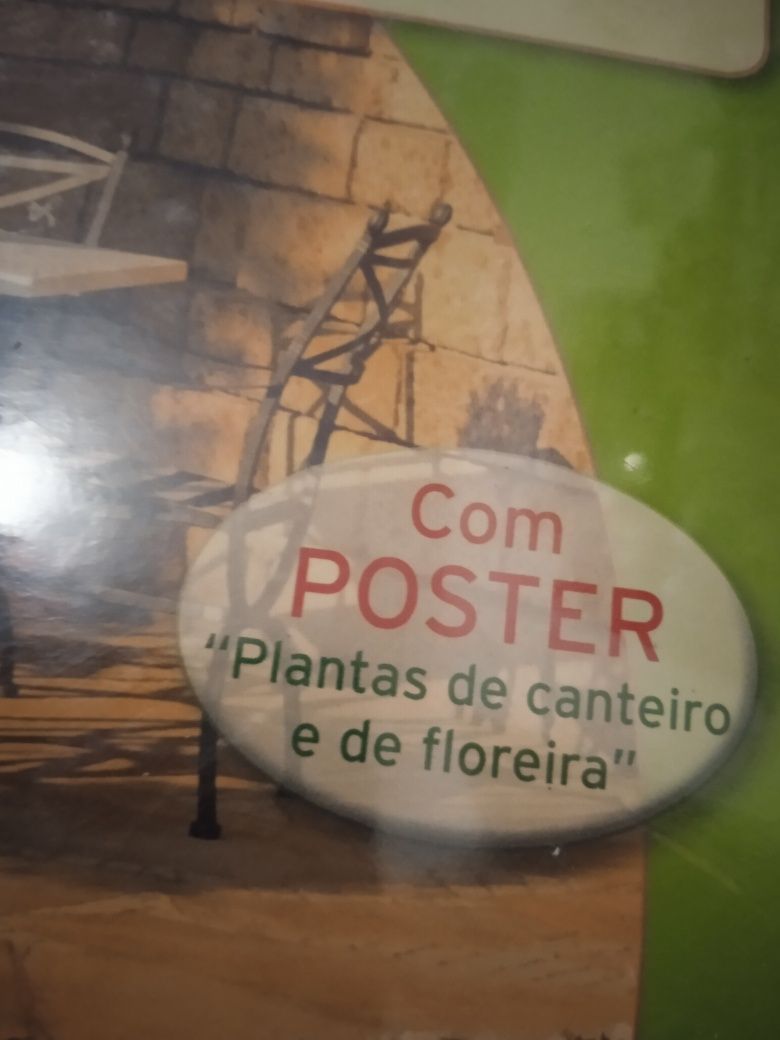 Com
POSTER
“Plantas de canteiro
e de floreira”